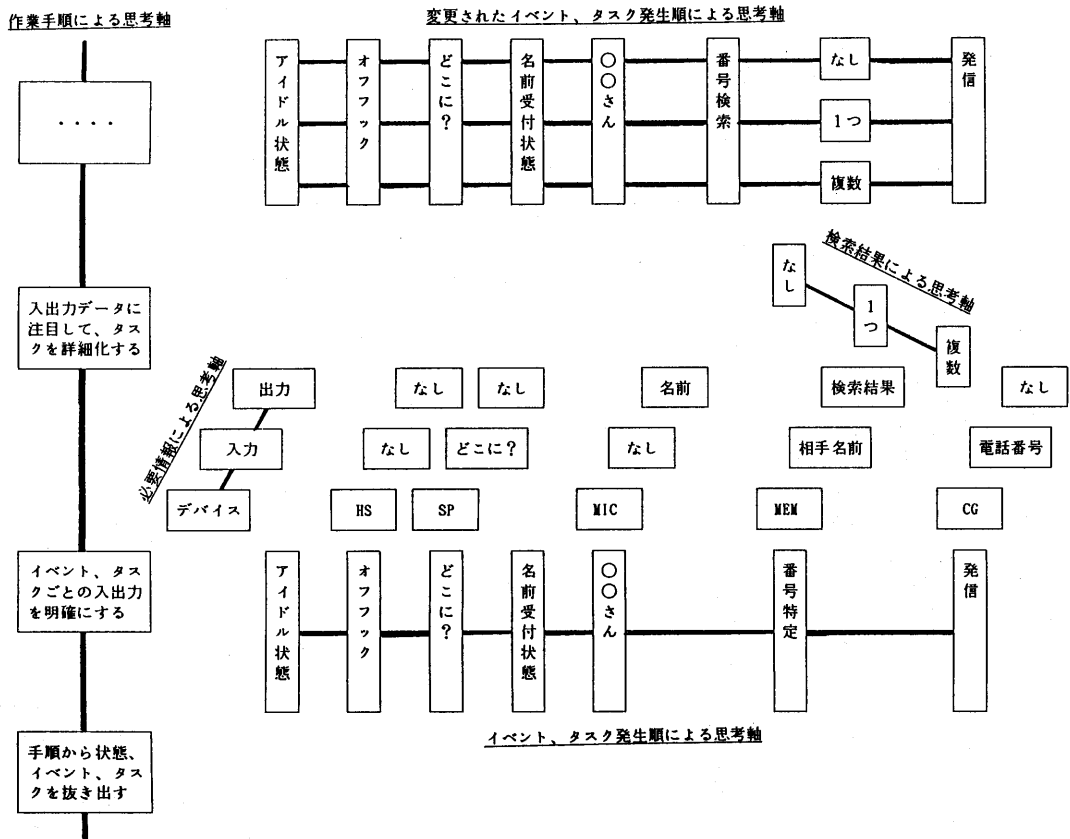 作業手順による思考軸
変更されたイベント、タスク発生順による思考軸
・・・・
アイドル状態
オフフック
どこに?
名前受付状態
〇〇さん
番号検索
なし
1つ
複数
発信
検索結果による思考軸
なし
1つ
複数
入出力データに
注目して、タス
クを詳細化する
必要情報による思考軸
出力
なし
なし
名前
検索結果
なし
入力
なし
どこに?
なし
相手名前
電話番号
デバイス
HS
SP
MIC
MEM
CG
イベント、タス
クごとの入出力
を明確にする
アイドル状態
オフフック
どこに?
名前受付状態
〇〇さん
番号特定
発信
イベント、タスク発生順による思考軸
手順から状態、
イベント、タス
クを抜き出す